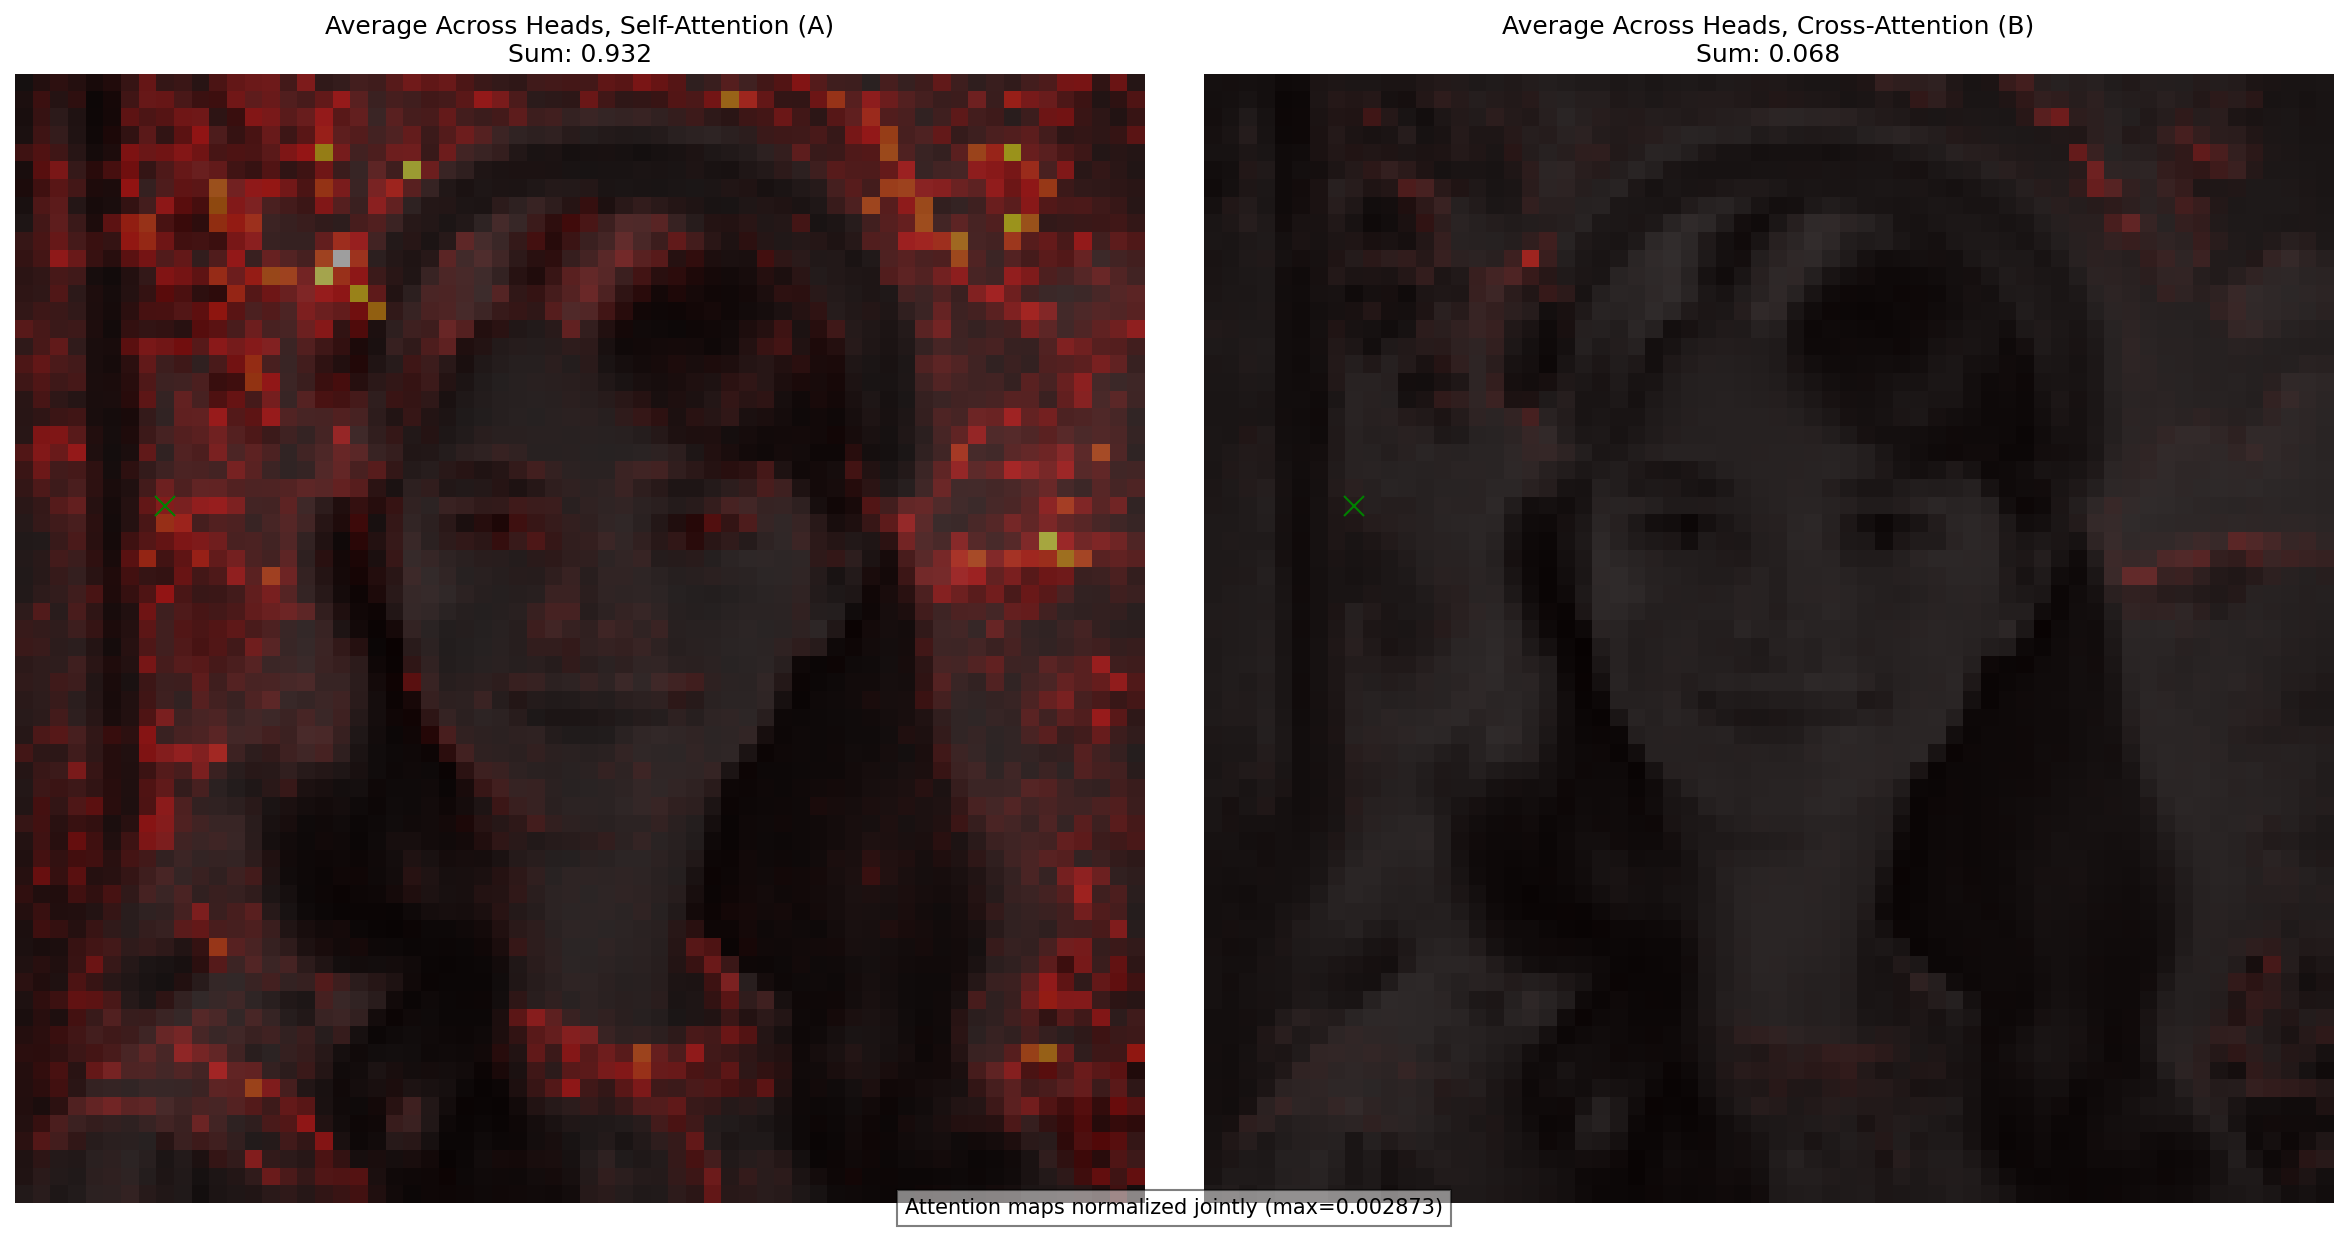 Average Across Heads, Self-Attention (A)
Sum: 0.932
Average Across Heads, Cross-Attention (B)
Sum: 0.068
Attention maps normalized jointly (max=0.002873)